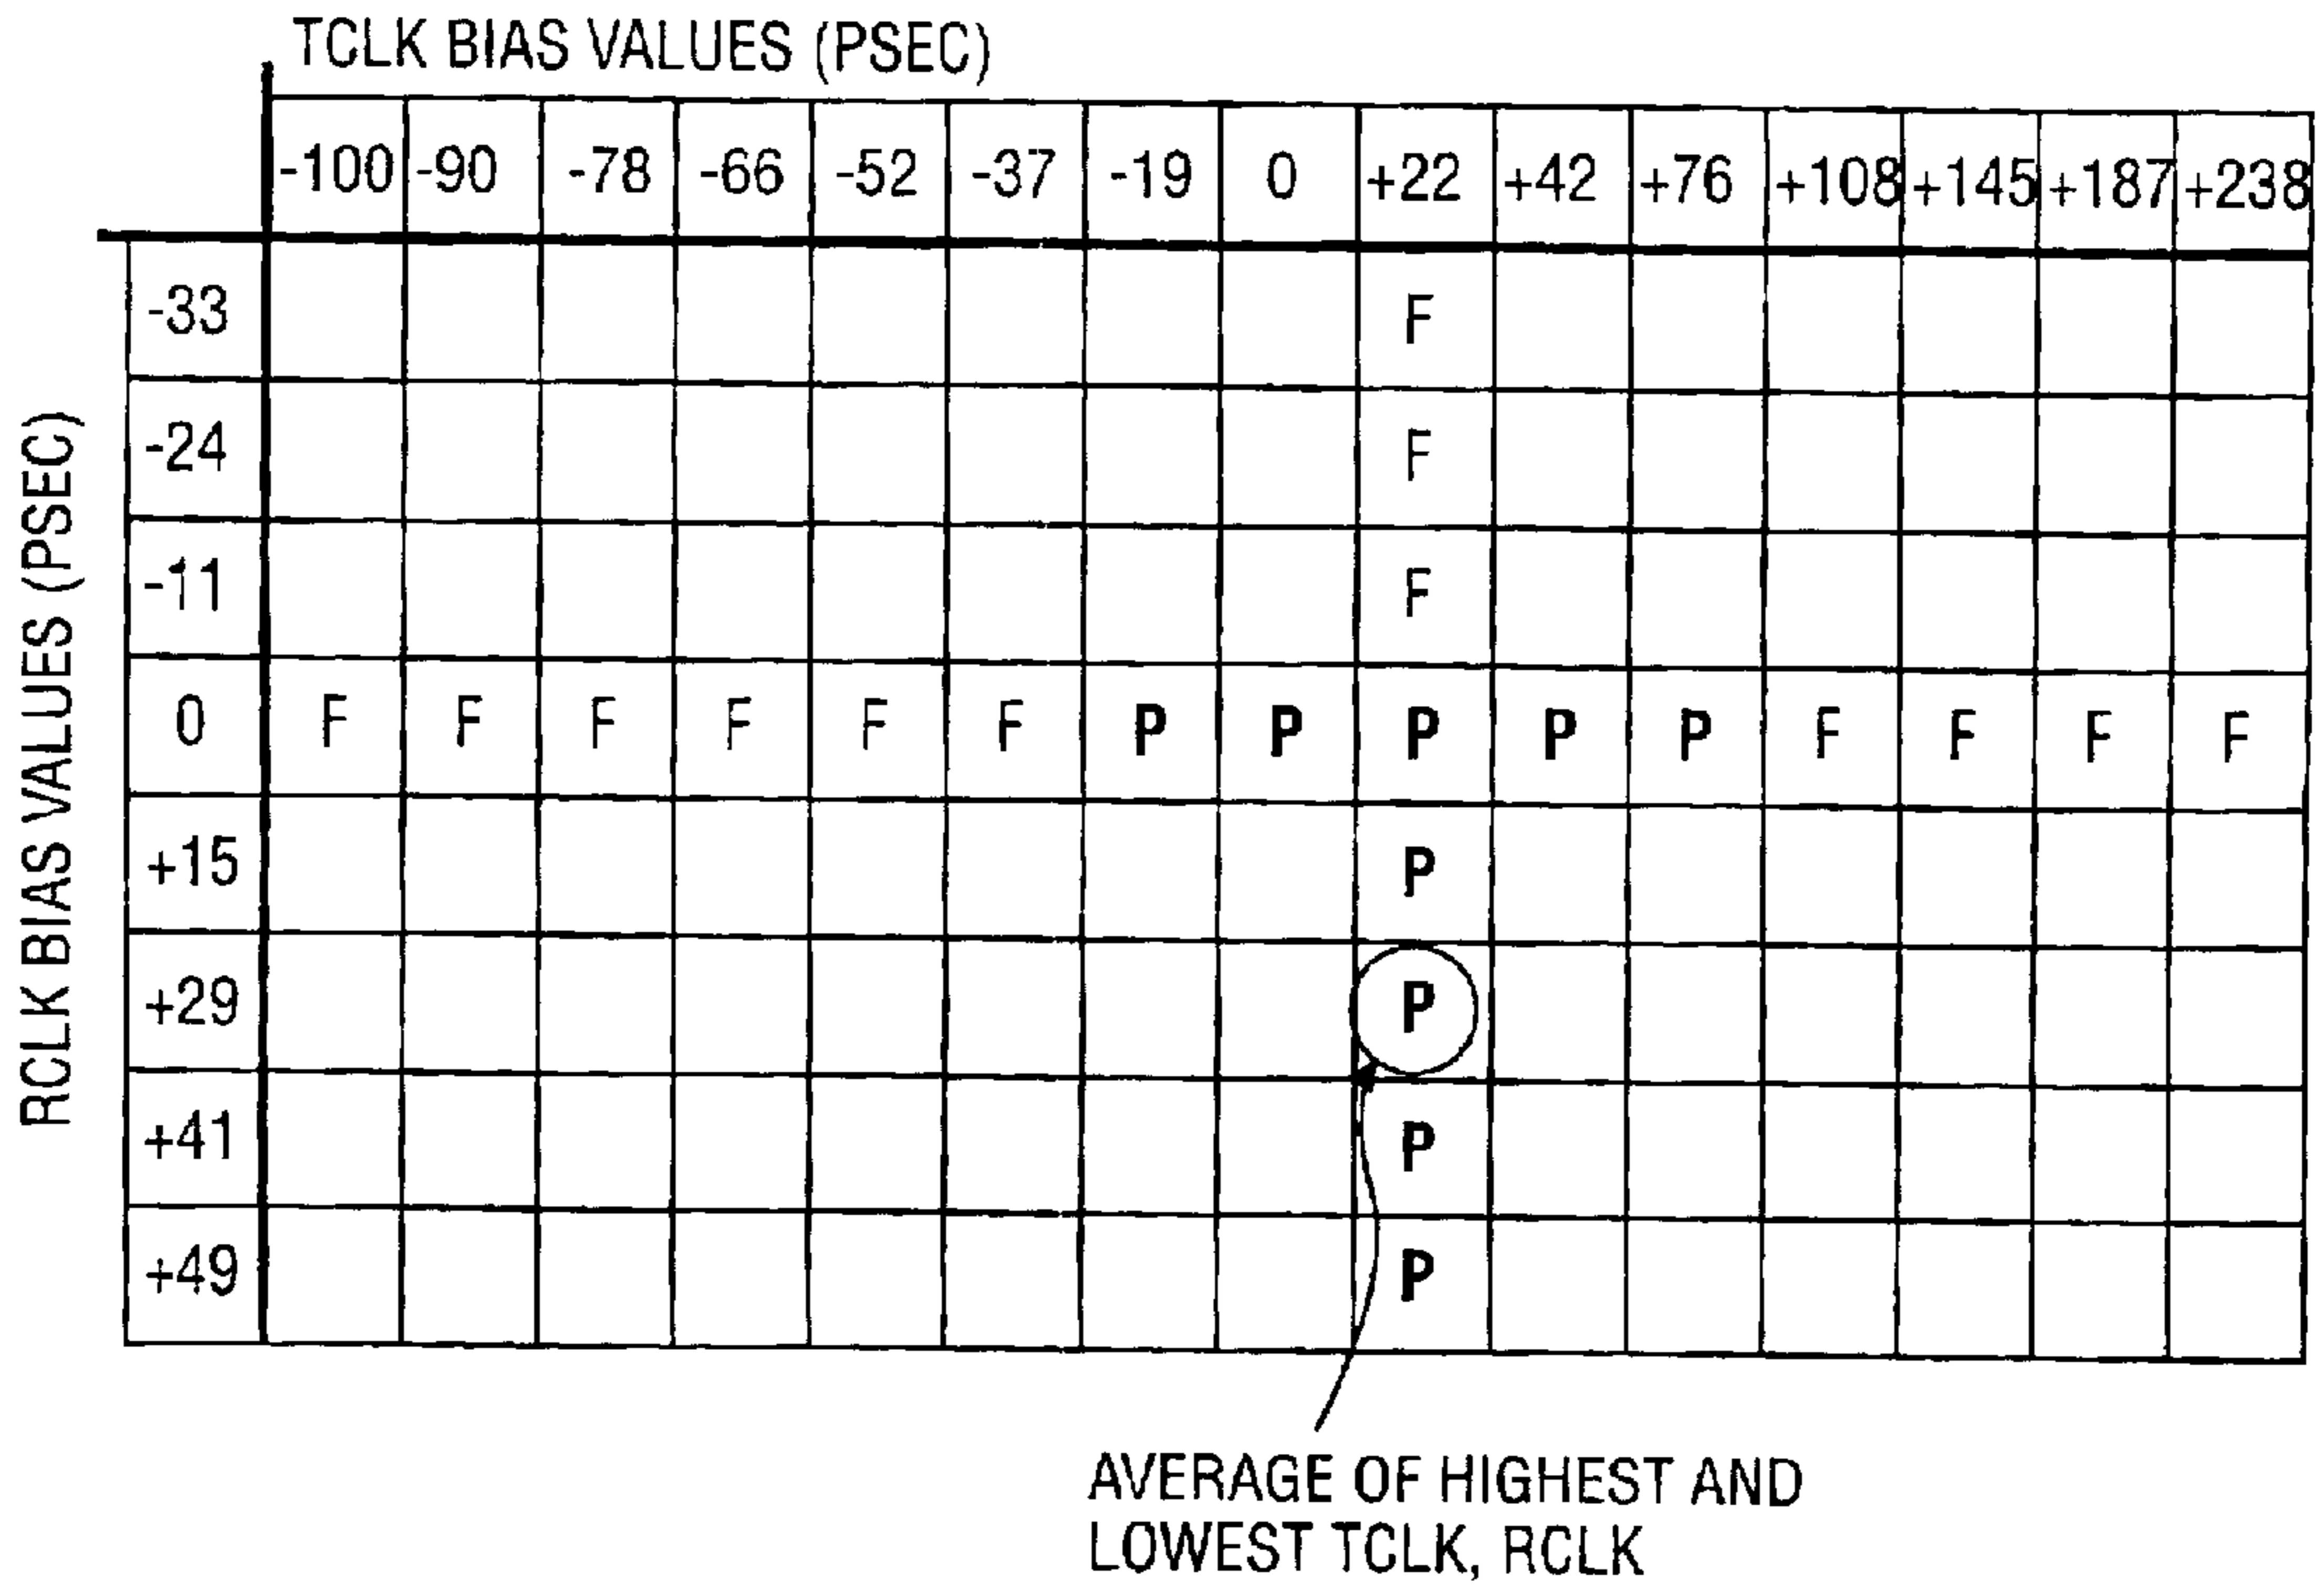 TCLK BIAS VALUES (PSEC)
-100 -90 -78 -66 -52 -37 -19 0 +22 +42 +76 +108 +145 +187 +238
RCLK BIAS VALUES (PSEC)
-33 F
-24 F
-11 F
0 F F F F F F P P P P P F F F F
+15 P
+29 P
+41 P
+49 P
AVERAGE OF HIGHEST AND
LOWEST TCLK, RCLK